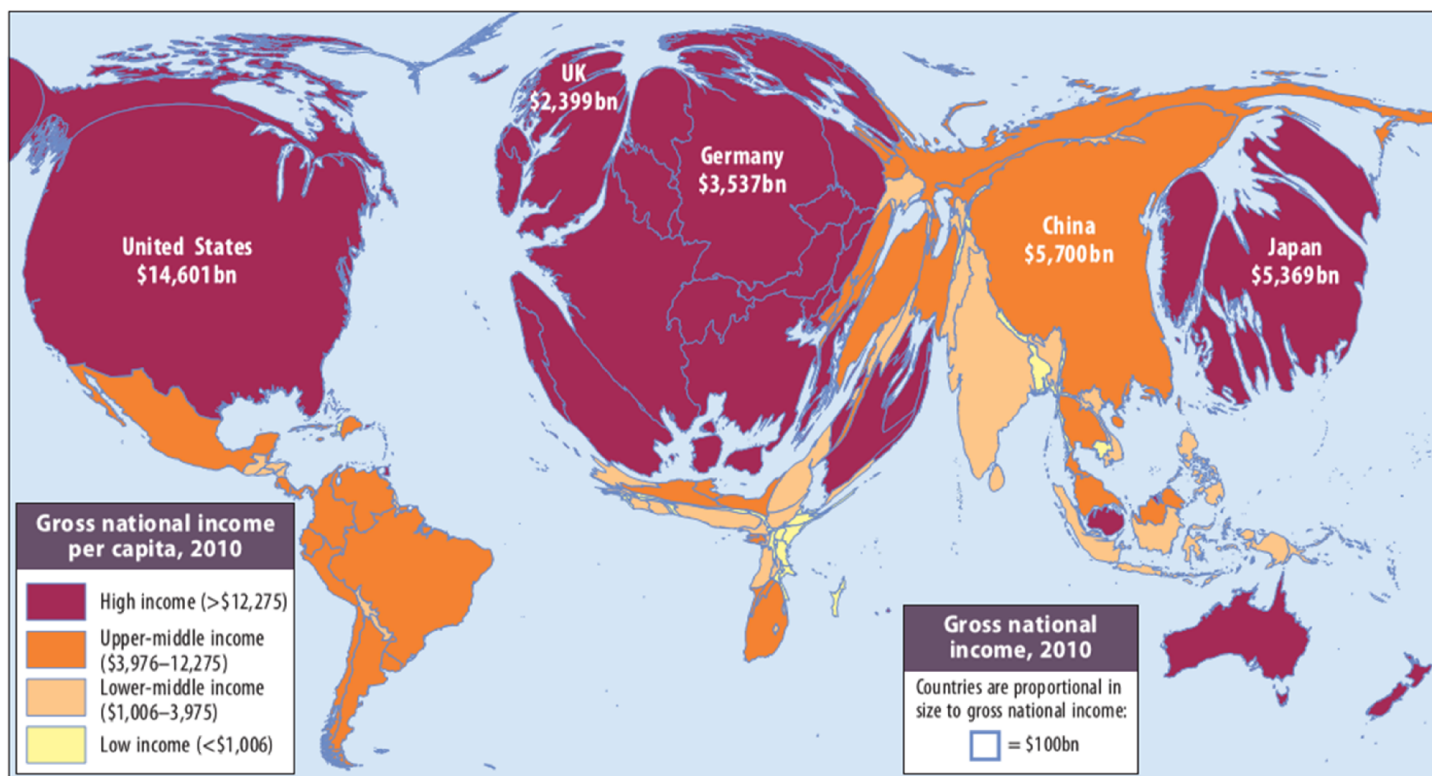 UK
$2,399bn
Germany
$3,537bn
United States
$14,601bn
China
$5,700bn
Japan
$5,369bn
Gross national income
per capita, 2010
High income (>$12,275)
Upper-middle income
($3,976–12,275)
Lower-middle income
($1,006–3,975)
Low income (<$1,006)
Gross national
income, 2010
Countries are proportional in
size to gross national income:
= $100bn